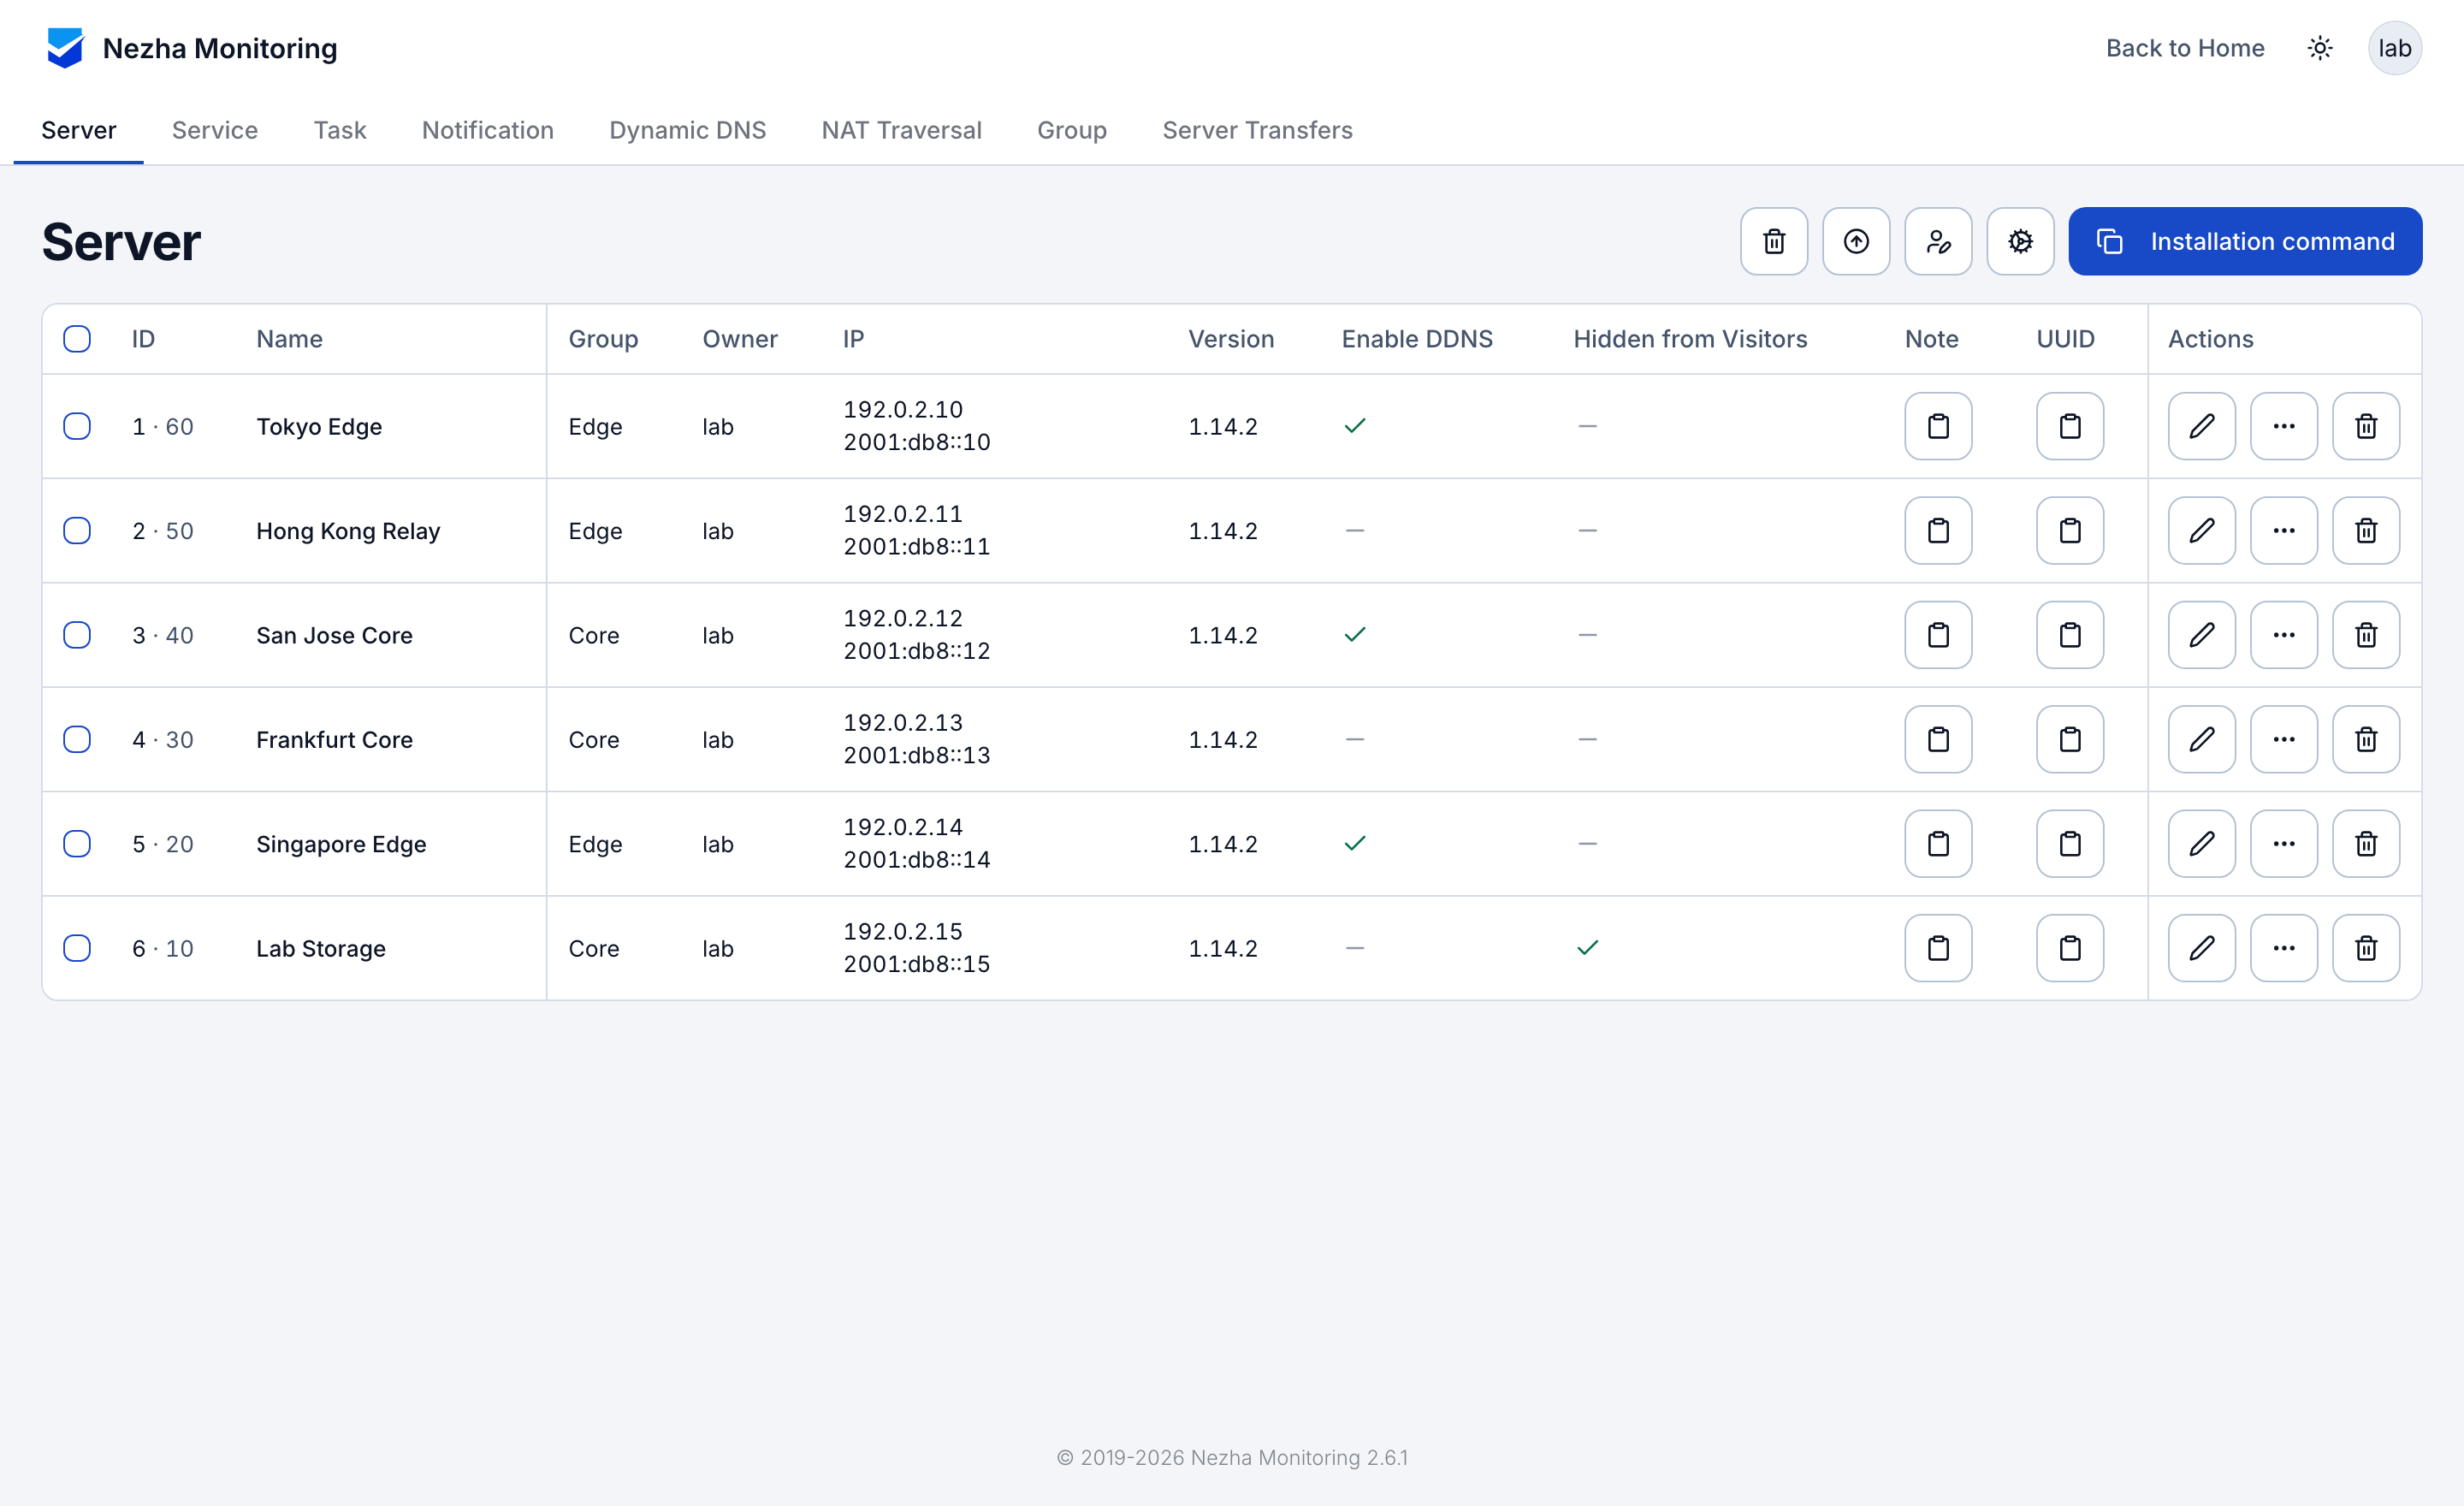 Nezha Monitoring
Back to Home
lab
Server Service Task Notification Dynamic DNS NAT Traversal Group Server Transfers
Server
Installation command
ID Name Group Owner IP Version Enable DDNS Hidden from Visitors Note UUID Actions
1 · 60 Tokyo Edge Edge lab 192.0.2.10 1.14.2
2001:db8::10
2 · 50 Hong Kong Relay Edge lab 192.0.2.11 1.14.2
2001:db8::11
3 · 40 San Jose Core Core lab 192.0.2.12 1.14.2
2001:db8::12
4 · 30 Frankfurt Core Core lab 192.0.2.13 1.14.2
2001:db8::13
5 · 20 Singapore Edge Edge lab 192.0.2.14 1.14.2
2001:db8::14
6 · 10 Lab Storage Core lab 192.0.2.15 1.14.2
2001:db8::15
© 2019-2026 Nezha Monitoring 2.6.1